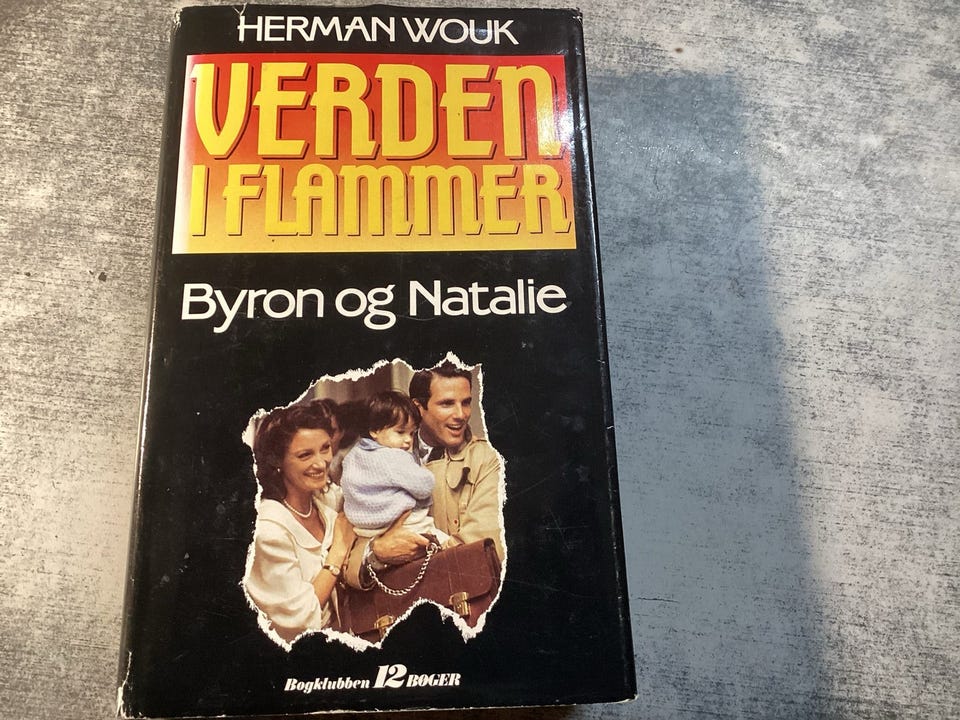 HERMAN WOUK
VERDEN
I FLAMMER
Byron og Natalie
Bogklubben 12 BØGER